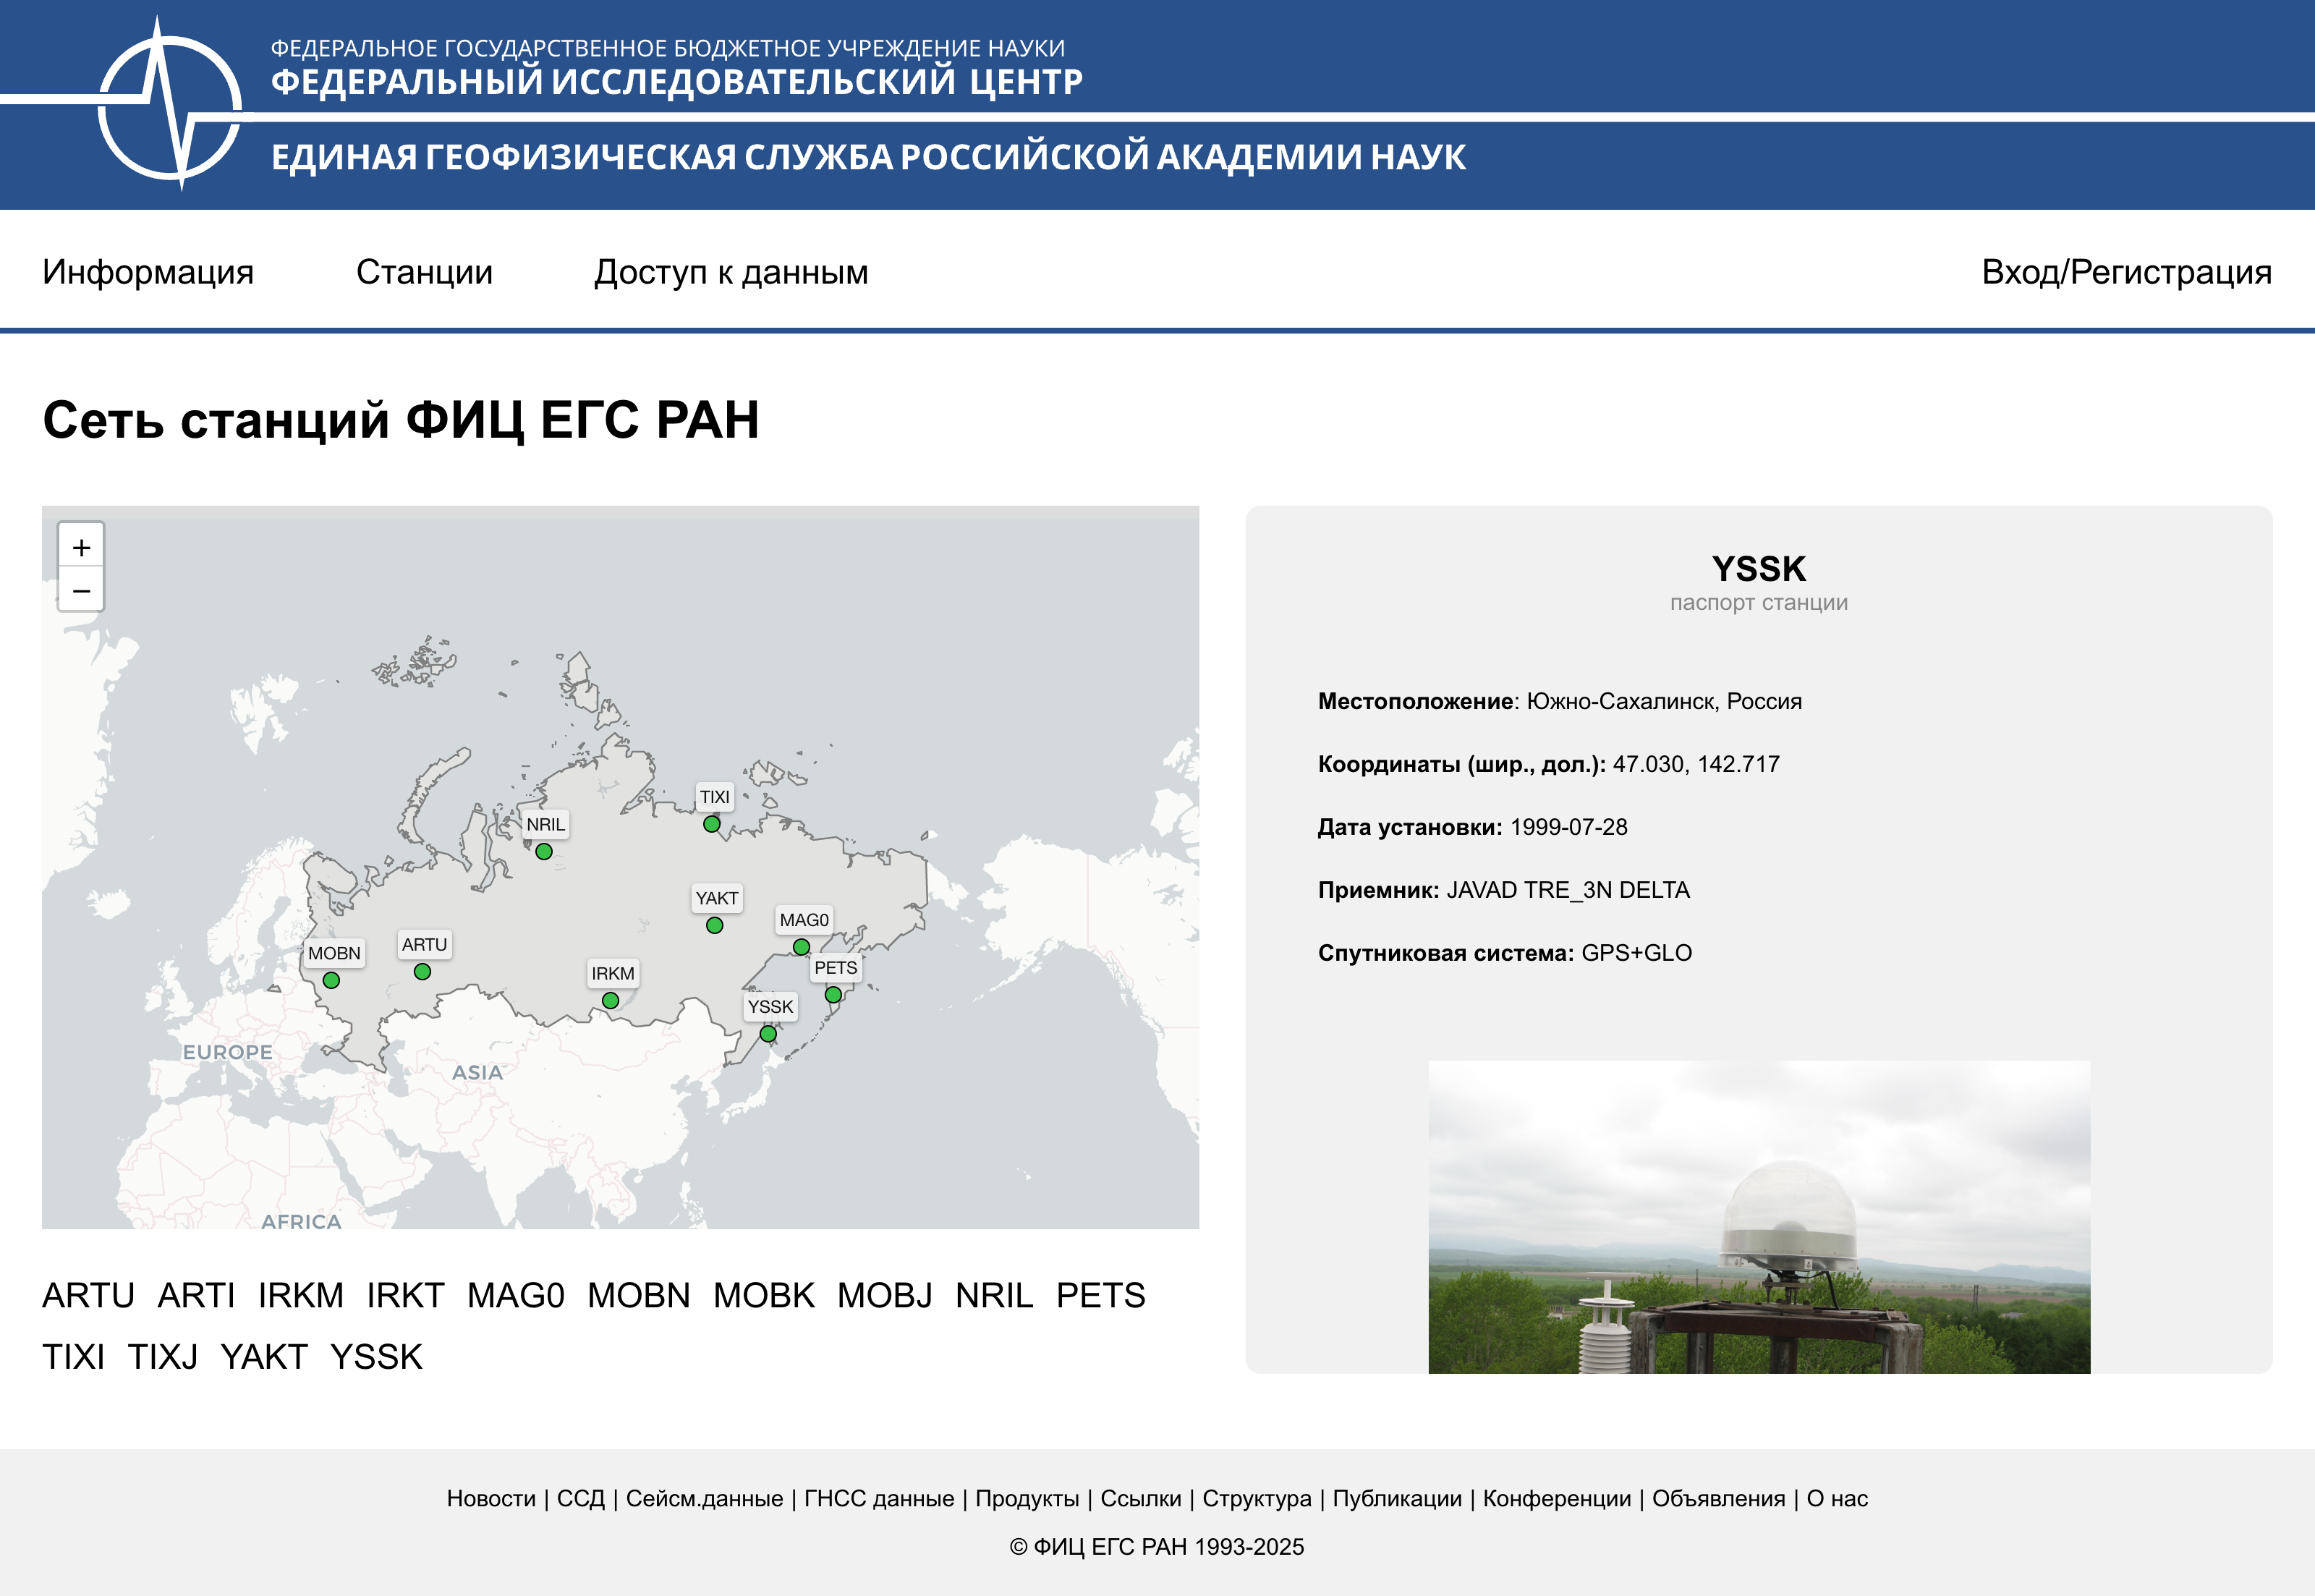 ФЕДЕРАЛЬНОЕ ГОСУДАРСТВЕННОЕ БЮДЖЕТНОЕ УЧРЕЖДЕНИЕ НАУКИ
ФЕДЕРАЛЬНЫЙ ИССЛЕДОВАТЕЛЬСКИЙ ЦЕНТР
ЕДИНАЯ ГЕОФИЗИЧЕСКАЯ СЛУЖБА РОССИЙСКОЙ АКАДЕМИИ НАУК
Информация Станции Доступ к данным Вход/Регистрация
Сеть станций ФИЦ ЕГС РАН
+
−
TIXI
NRIL
YAKT
MAG0
ARTU
MOBN
PETS
IRKM
YSSK
EUROPE
ASIA
AFRICA
ARTU ARTI IRKM IRKT MAG0 MOBN MOBK MOBJ NRIL PETS
TIXI TIXJ YAKT YSSK
YSSK
паспорт станции
Местоположение: Южно-Сахалинск, Россия
Координаты (шир., дол.): 47.030, 142.717
Дата установки: 1999-07-28
Приемник: JAVAD TRE_3N DELTA
Спутниковая система: GPS+GLO
Новости | ССД | Сейсм.данные | ГНСС данные | Продукты | Ссылки | Структура | Публикации | Конференции | Объявления | О нас
© ФИЦ ЕГС РАН 1993-2025